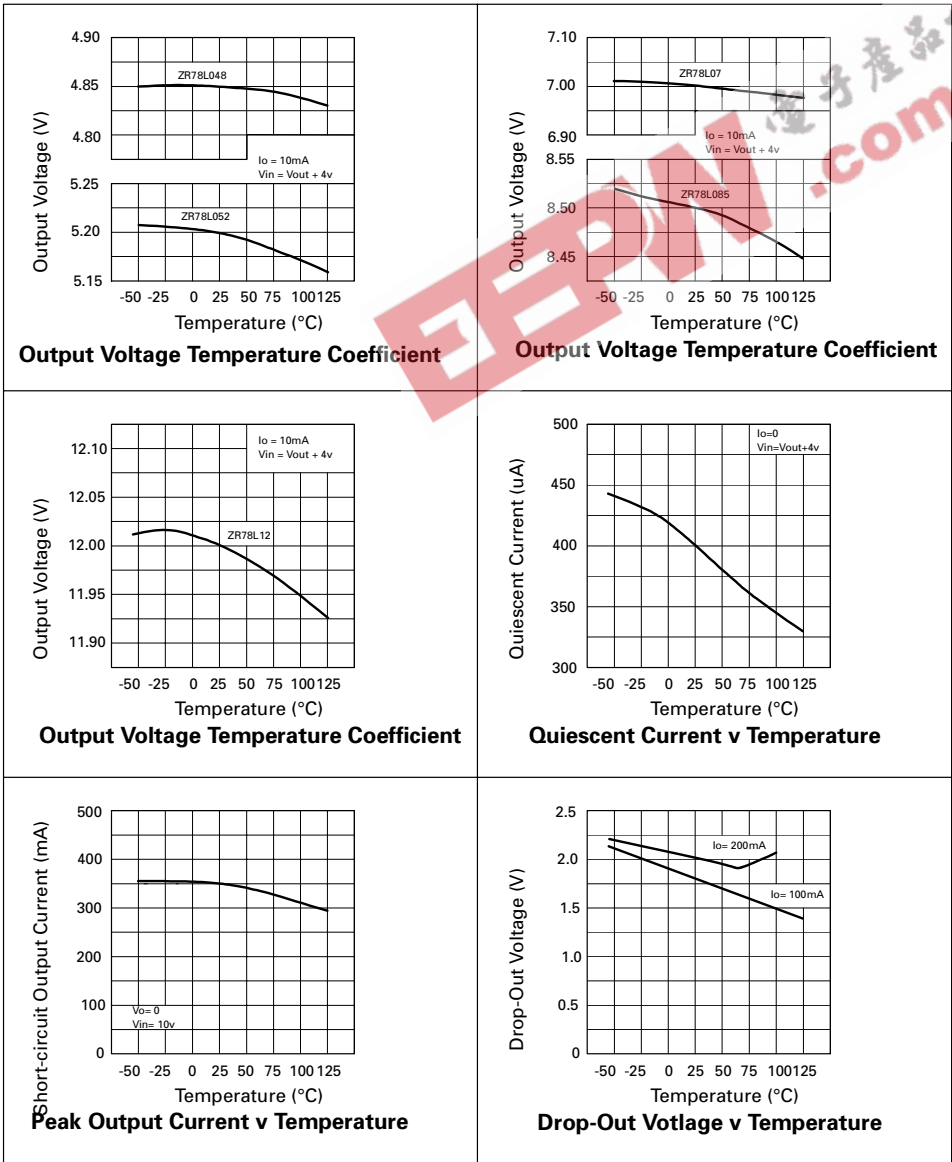 4.90
4.85
4.80
5.25
5.20
5.15
Output Voltage (V)
ZR78L048
Io = 10mA
Vin = Vout + 4v
ZR78L052
-50 -25 0 25 50 75 100125
Temperature (°C)
Output Voltage Temperature Coefficient
7.10
7.00
6.90
8.55
8.50
8.45
Output Voltage (V)
ZR78L07
Io = 10mA
Vin = Vout + 4v
ZR78L085
-50 -25 0 25 50 75 100125
Temperature (°C)
Output Voltage Temperature Coefficient
EEPW
.com
電子產品
12.10
12.05
12.00
11.95
11.90
Output Voltage (V)
Io = 10mA
Vin = Vout + 4v
ZR78L12
-50 -25 0 25 50 75 100125
Temperature (°C)
Output Voltage Temperature Coefficient
500
450
400
350
300
Quiescent Current (uA)
Io=0
Vin=Vout+4v
-50 -25 0 25 50 75 100125
Temperature (°C)
Quiescent Current v Temperature
500
400
300
200
100
0
Short-circuit Output Current (mA)
Vo= 0
Vin= 10v
-50 -25 0 25 50 75 100125
Temperature (°C)
Peak Output Current v Temperature
2.5
2.0
1.5
1.0
0.5
0
Drop-Out Voltage (V)
Io= 200mA
Io= 100mA
-50 -25 0 25 50 75 100125
Temperature (°C)
Drop-Out Votlage v Temperature